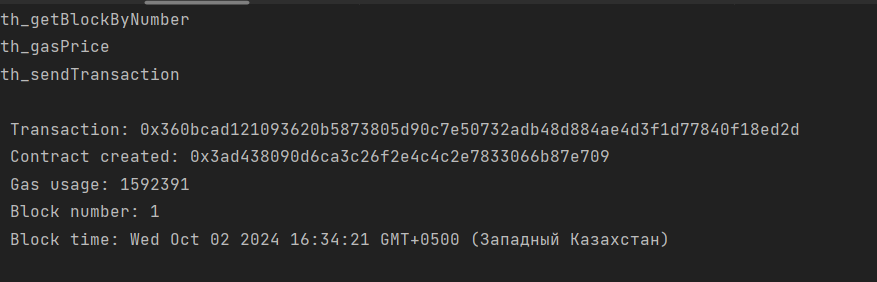 th_getBlockByNumber
th_gasPrice
th_sendTransaction
Transaction: 0x360bcad121093620b5873805d90c7e50732adb48d884ae4d3f1d77840f18ed2d
Contract created: 0x3ad438090d6ca3c26f2e4c4c2e7833066b87e709
Gas usage: 1592391
Block number: 1
Block time: Wed Oct 02 2024 16:34:21 GMT+0500 (Западный Казахстан)